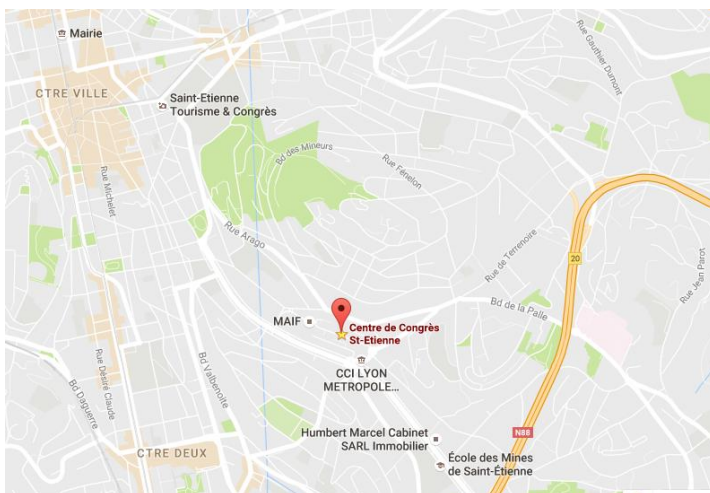 Mairie
Rue Gauthier Dumont
CTRE VILLE
Saint-Etienne
Tourisme & Congrès
Bd des Mineurs
Rue Fénelon
Rue Michelet
Rue Arago
Rue de Terrenoire
20
Rue Jean Parot
Bd de la Palle
MAIF
Centre de Congrès
St-Etienne
CCI LYON
METROPOLE...
Rue Désiré Claude
Bd Valbenoîte
Bd Daguerre
N88
Humbert Marcel Cabinet
SARL Immobilier
CTRE DEUX
École des Mines
de Saint-Étienne